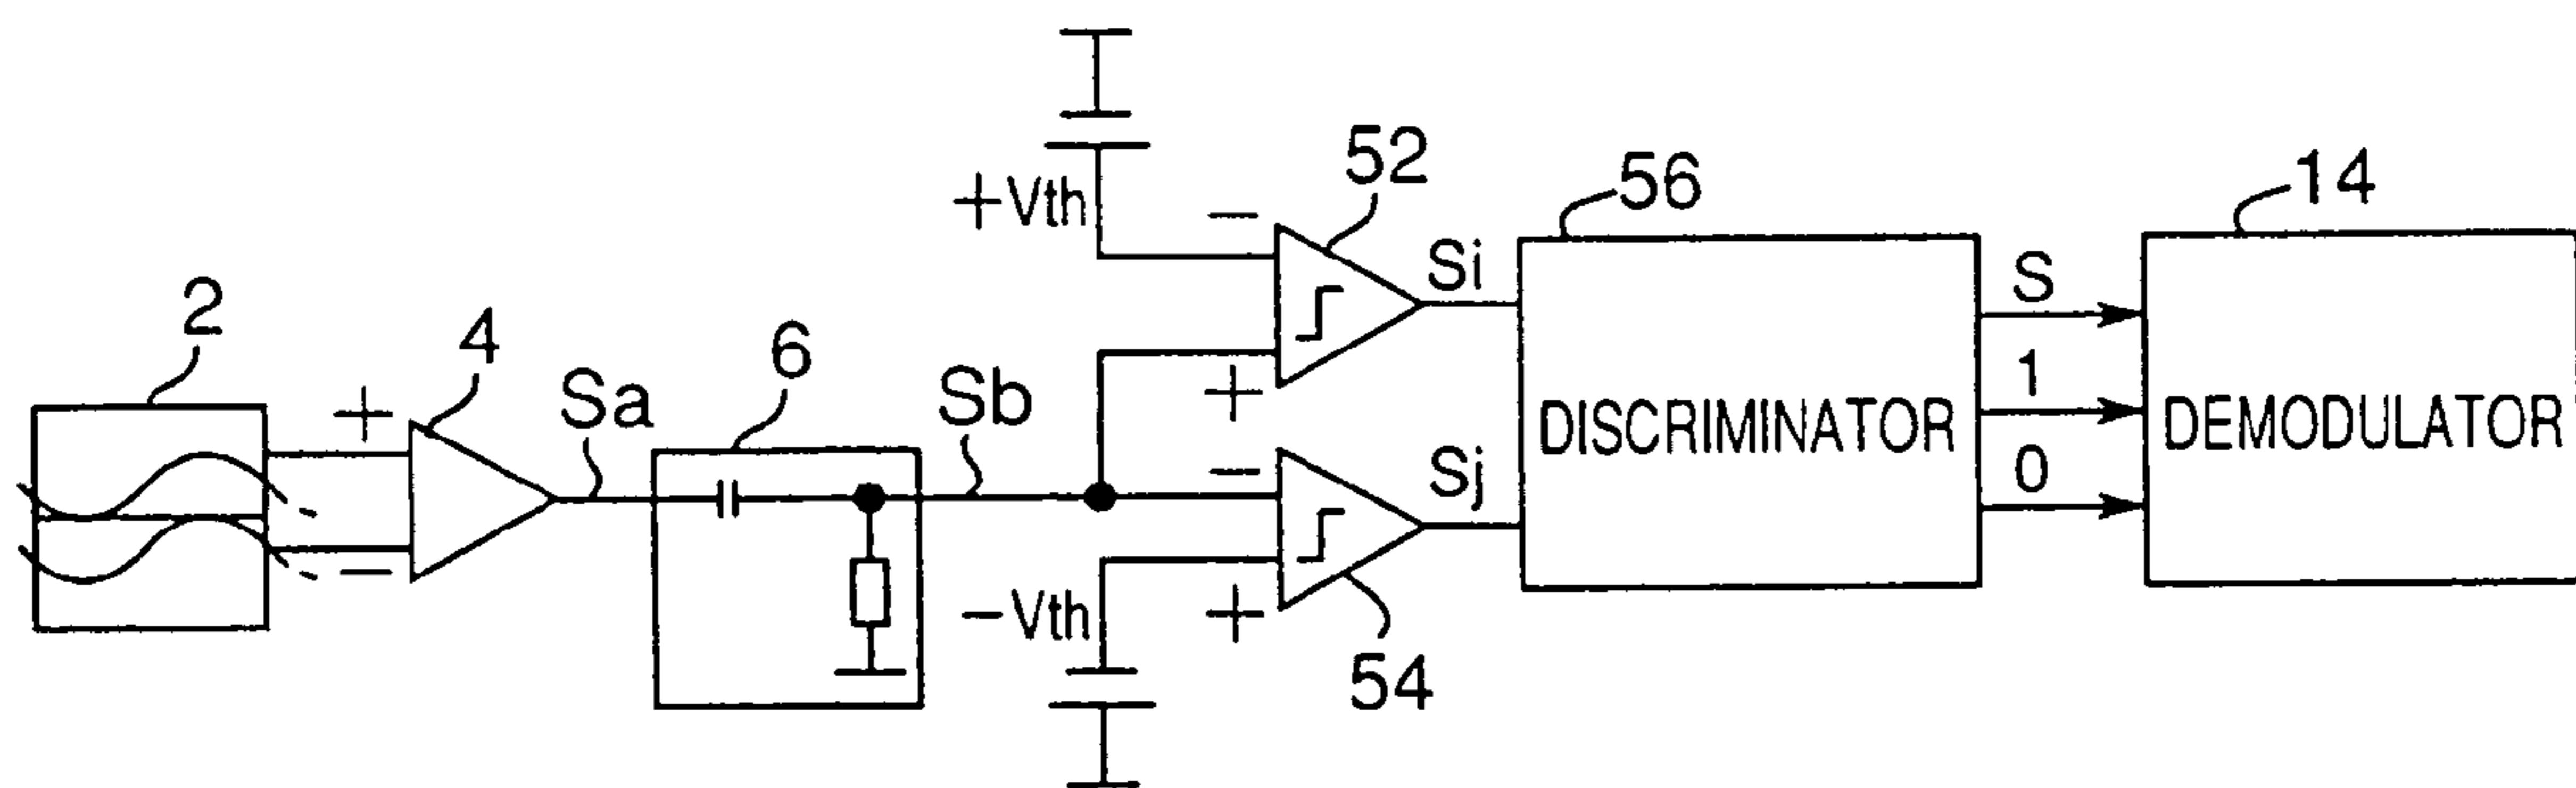 2
+
−
4
Sa
6
Sb
+Vth
−
+
52
Si
−
+
−Vth
54
Sj
56
DISCRIMINATOR
S
1
0
14
DEMODULATOR